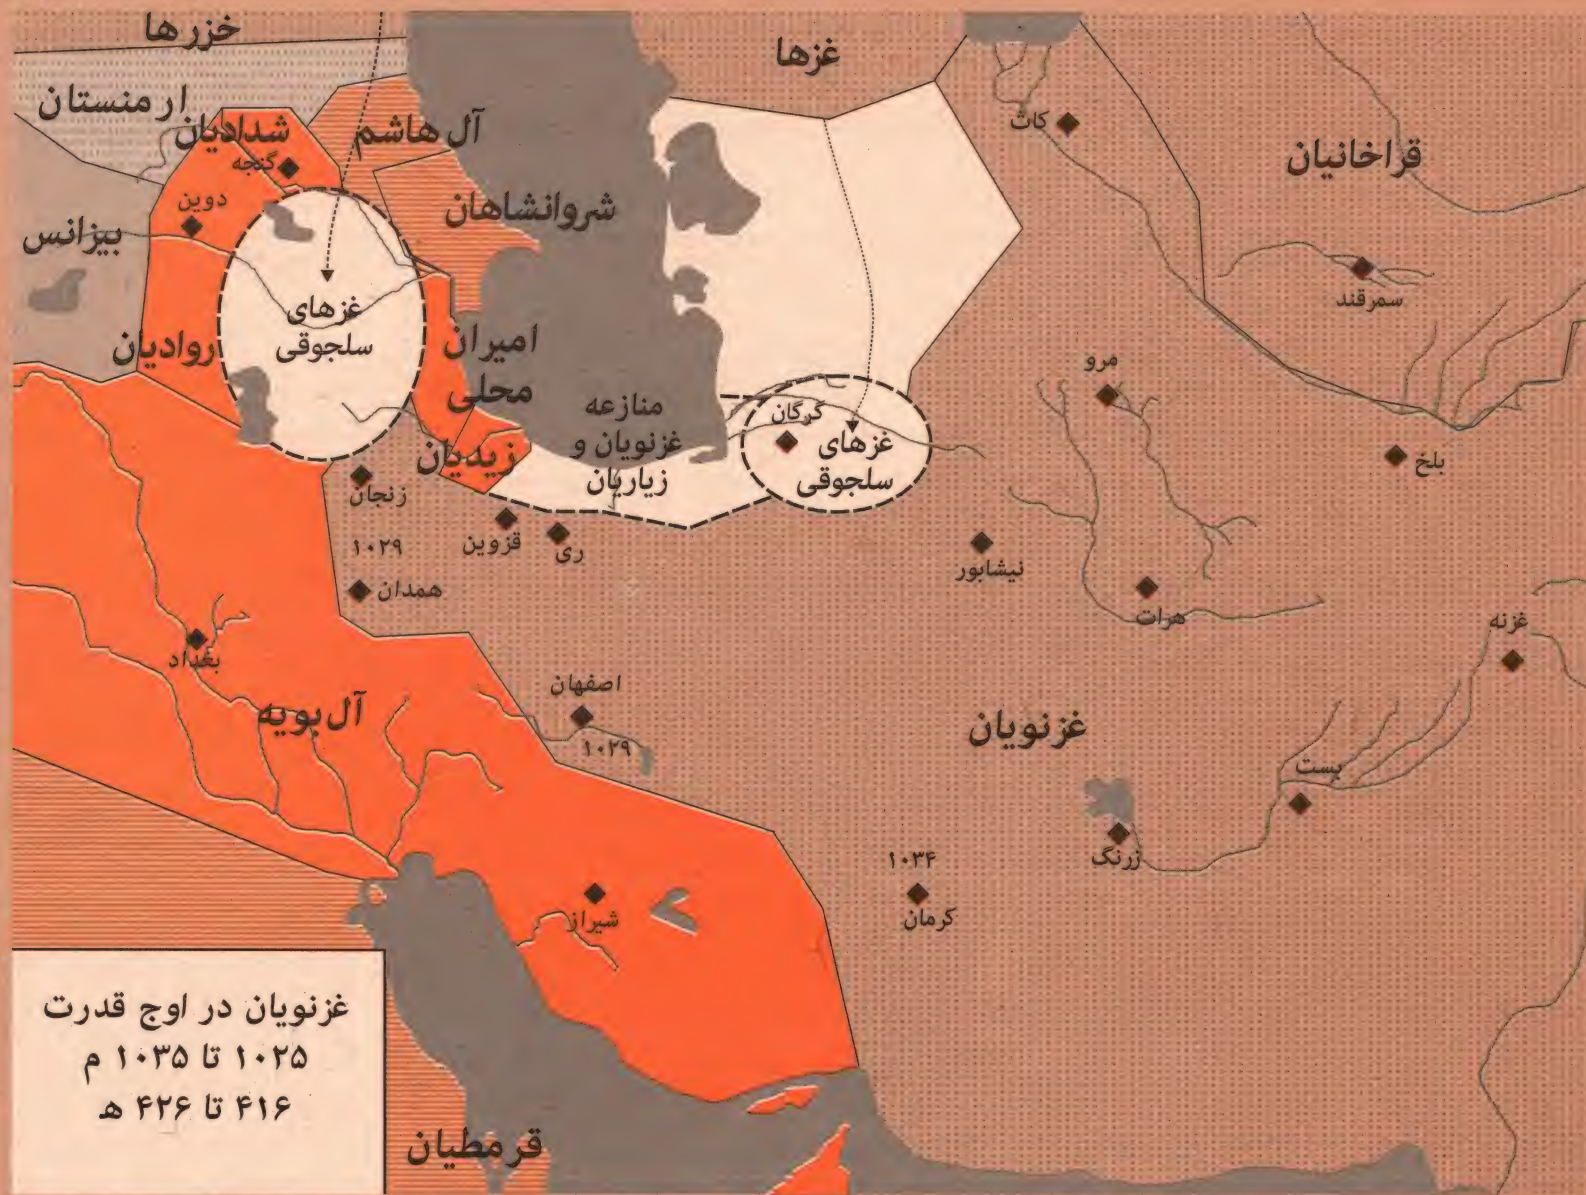 خزرها
غزها
ارمنستان
شدادیان
آل هاشم
کاث
گنجه
قراخانیان
دوین
شروانشاهان
بیزانس
سمرقند
غزهای
سلجوقی
روادیان
امیران
محلی
مرو
منازعه
غزنویان و
زیاریان
گرگان
غزهای
سلجوقی
زیدیان
بلخ
زنجان
قزوین
ری
۱۰۲۹
همدان
نیشابور
هرات
غزنه
بغداد
اصفهان
۱۰۲۹
آل بویه
غزنویان
بست
زرنگ
۱۰۳۴
کرمان
شیراز
غزنویان در اوج قدرت
۱۰۲۵ تا ۱۰۳۵ م
۴۱۶ تا ۴۲۶ ه
قرمطیان